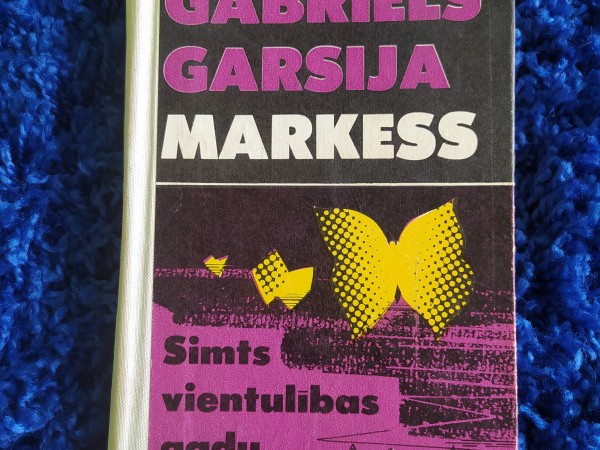 GABRIELS
GARSIJA
MARKESS
Simts
vientulības
gadu